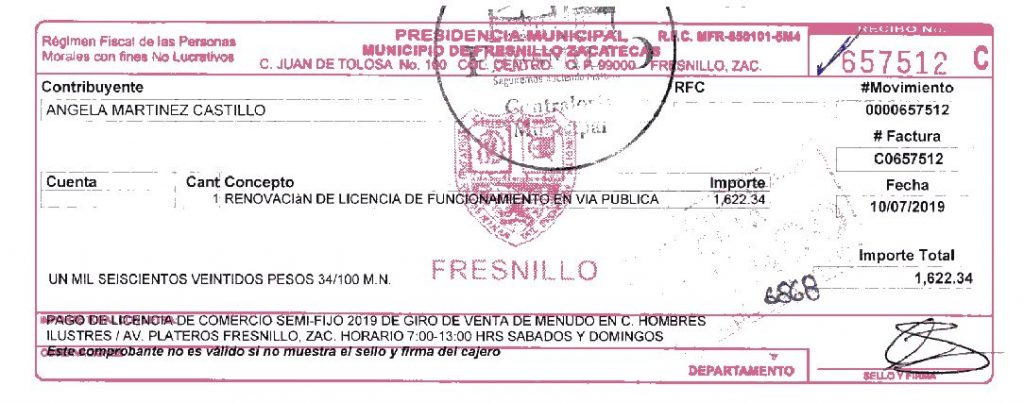 Régimen Fiscal de las Personas
Morales con fines No Lucrativos
PRESIDENCIA MUNICIPAL
MUNICIPIO DE FRESNILLO ZACATECAS
C. JUAN DE TOLOSA No. 100 COL. CENTRO C.P. 99000 FRESNILLO, ZAC.
R.F.C. MFR-850101-5M4
RECIBO No.
657512 C
Seguiremos haciendo historia
Contraloría
Municipal
Contribuyente
RFC
#Movimiento
ANGELA MARTINEZ CASTILLO
0000657512
# Factura
C0657512
Cuenta
Cant Concepto
Importe
Fecha
1 RENOVACIàN DE LICENCIA DE FUNCIONAMIENTO EN VIA PUBLICA
1,622.34
10/07/2019
FRESNILLO
Importe Total
UN MIL SEISCIENTOS VEINTIDOS PESOS 34/100 M.N.
1,622.34
6868
PAGO DE LICENCIA DE COMERCIO SEMI-FIJO 2019 DE GIRO DE VENTA DE MENUDO EN C. HOMBRES
ILUSTRES / AV. PLATEROS FRESNILLO, ZAC. HORARIO 7:00-13:00 HRS SABADOS Y DOMINGOS
Este comprobante no es válido si no muestra el sello y firma del cajero
DEPARTAMENTO
SELLO Y FIRMA